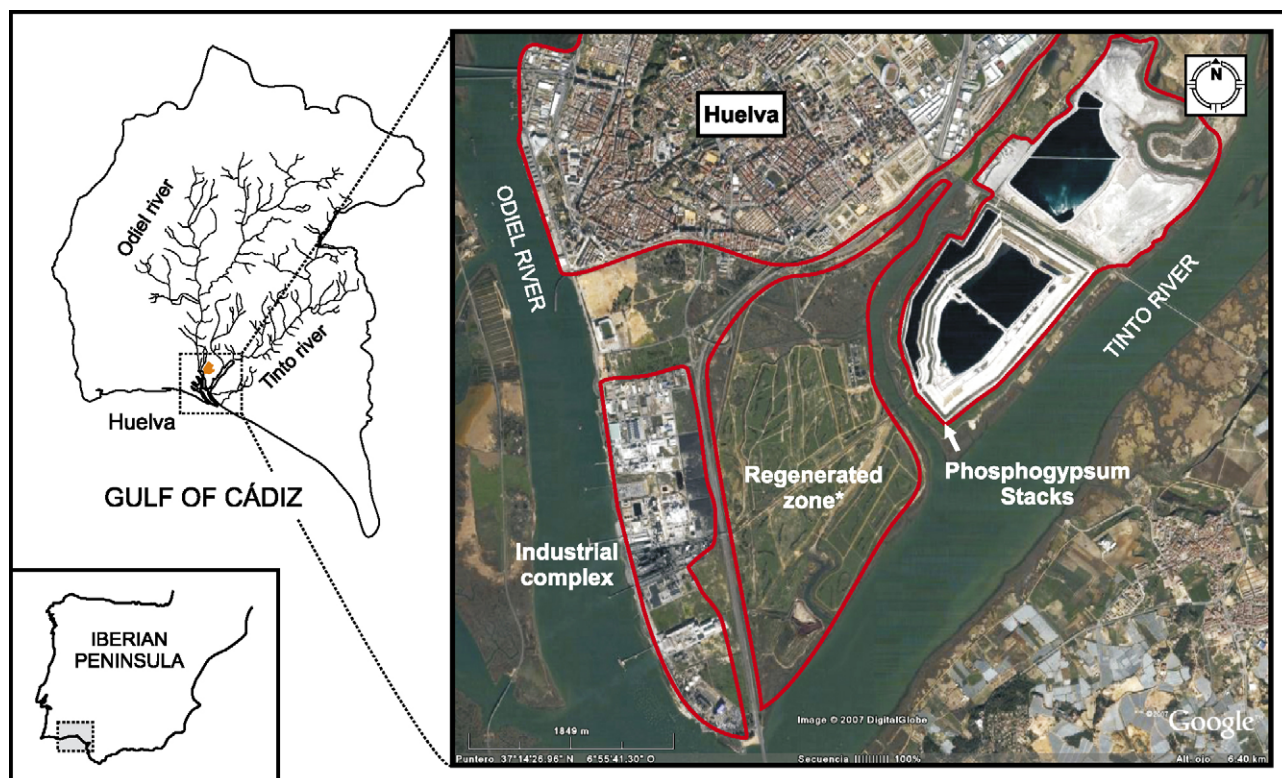 Odiel river
Tinto river
Huelva
GULF OF CÁDIZ
IBERIAN
PENINSULA
N
Huelva
ODIEL RIVER
TINTO RIVER
Regenerated
zone*
Phosphogypsum
Stacks
Industrial
complex
Image © 2007 DigitalGlobe
©2007 Google
1849 m
Puntero 37°14'26.96" N 6°55'41.30" O
Secuencia |||||||||| 100%
Alt. ojo 6.40 km